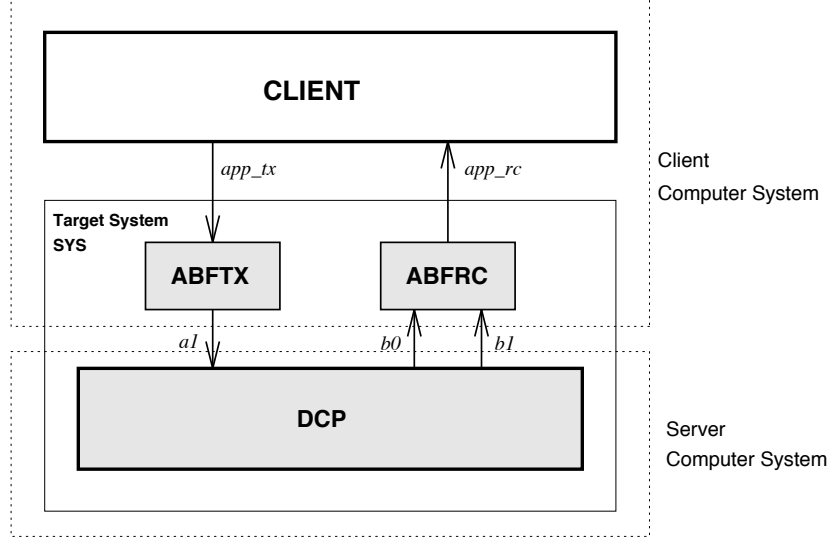 CLIENT
app_tx
app_rc
Client
Computer System
Target System
SYS
ABFTX
ABFRC
a1
b0
b1
DCP
Server
Computer System